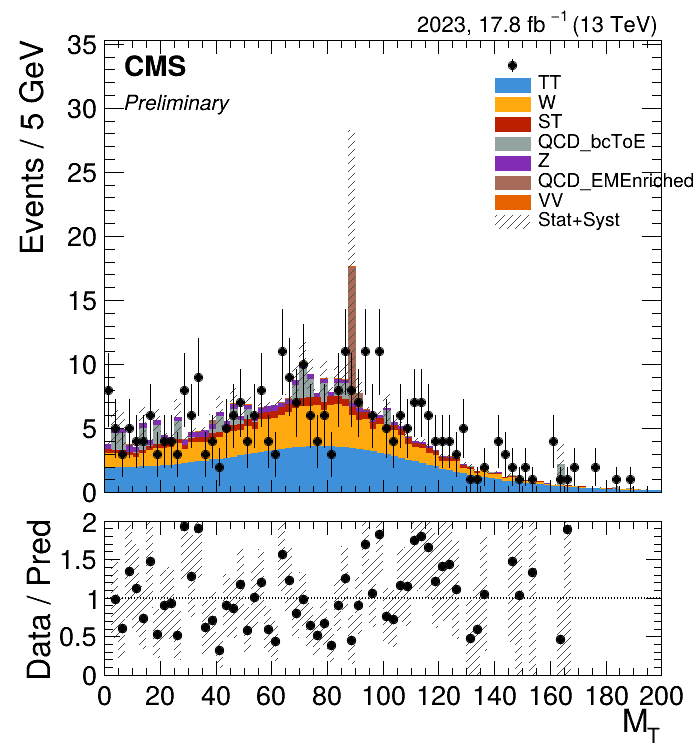 2023, 17.8 fb⁻¹ (13 TeV)
CMS
Preliminary
TT
W
ST
QCD_bcToE
Z
QCD_EMEnriched
VV
Stat+Syst
Events / 5 GeV
35
30
25
20
15
10
5
0
Data / Pred
2
1.5
1
0.5
0
0 20 40 60 80 100 120 140 160 180 200
M_T